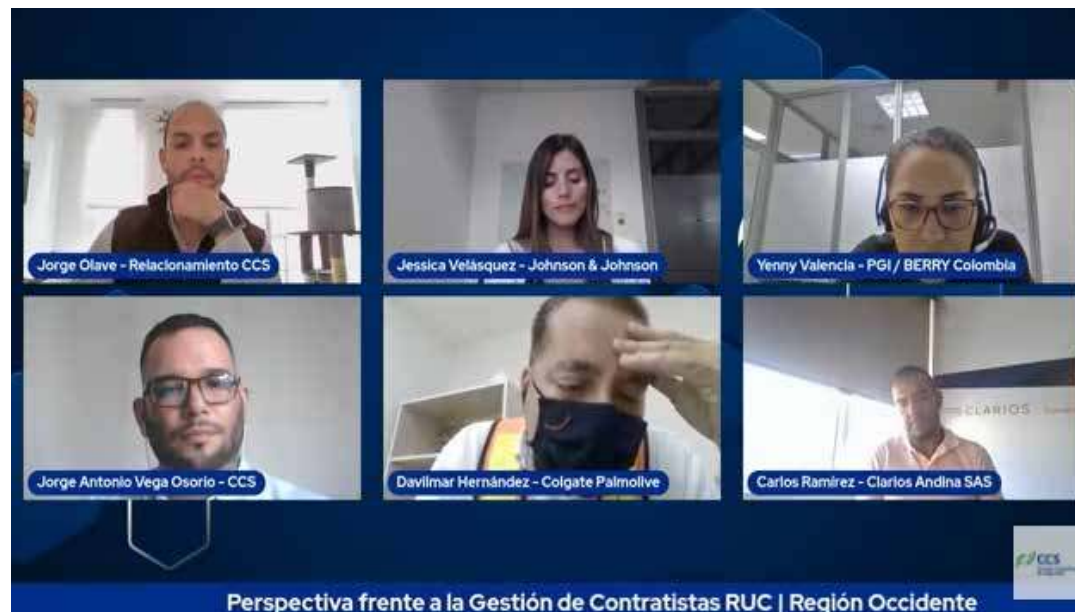 Jorge Olave - Relacionamiento CCS
Jessica Velásquez - Johnson & Johnson
Yenny Valencia - PGI / BERRY Colombia
CLARIOS
Jorge Antonio Vega Osorio - CCS
Davilmar Hernández - Colgate Palmolive
Carlos Ramírez - Clarios Andina SAS
CCS
Perspectiva frente a la Gestión de Contratistas RUC | Región Occidente